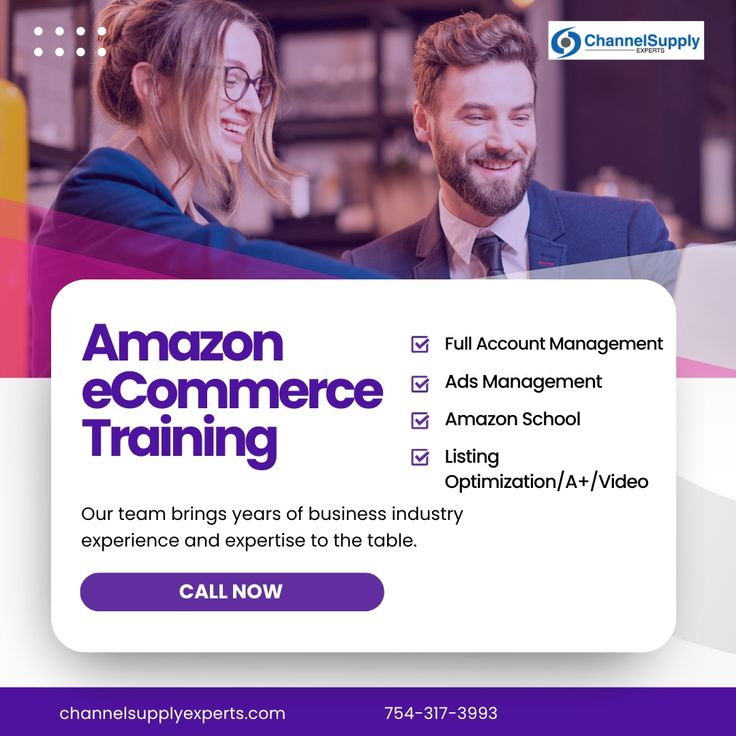 ChannelSupply
EXPERTS
Amazon
eCommerce
Training
Full Account Management
Ads Management
Amazon School
Listing
Optimization/A+/Video
Our team brings years of business industry
experience and expertise to the table.
CALL NOW
channelsupplyexperts.com
754-317-3993